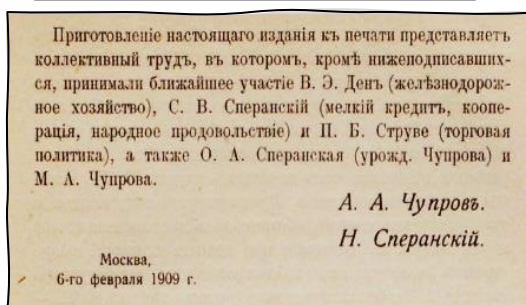 Приготовленіе настоящаго изданія къ печати представляетъ
коллективный трудъ, въ которомъ, кромѣ нижеподписавших-
ся, принимали ближайшее участіе В. Э. День (желѣзнодорож-
ное хозяйство), С. В. Сперанскій (мелкій кредитъ, коопе-
рація, народное продовольствіе) и П. Б. Струве (торговая
политика), а также О. А. Сперанская (урожд. Чупрова) и
М. А. Чупрова.
А. А. Чупровъ.
Н. Сперанскій.
Москва,
6-го февраля 1909 г.